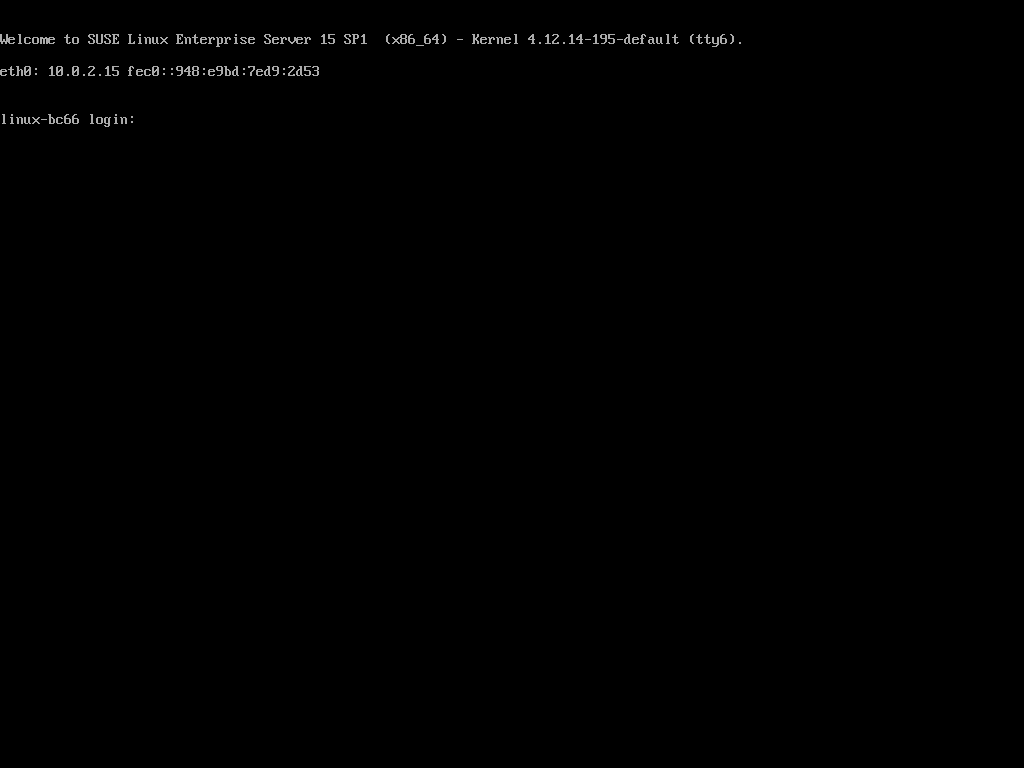 Welcome to SUSE Linux Enterprise Server 15 SP1  (x86_64) - Kernel 4.12.14-195-default (tty6).
eth0: 10.0.2.15 fec0::948:e9bd:7ed9:2d53
linux-bc66 login: